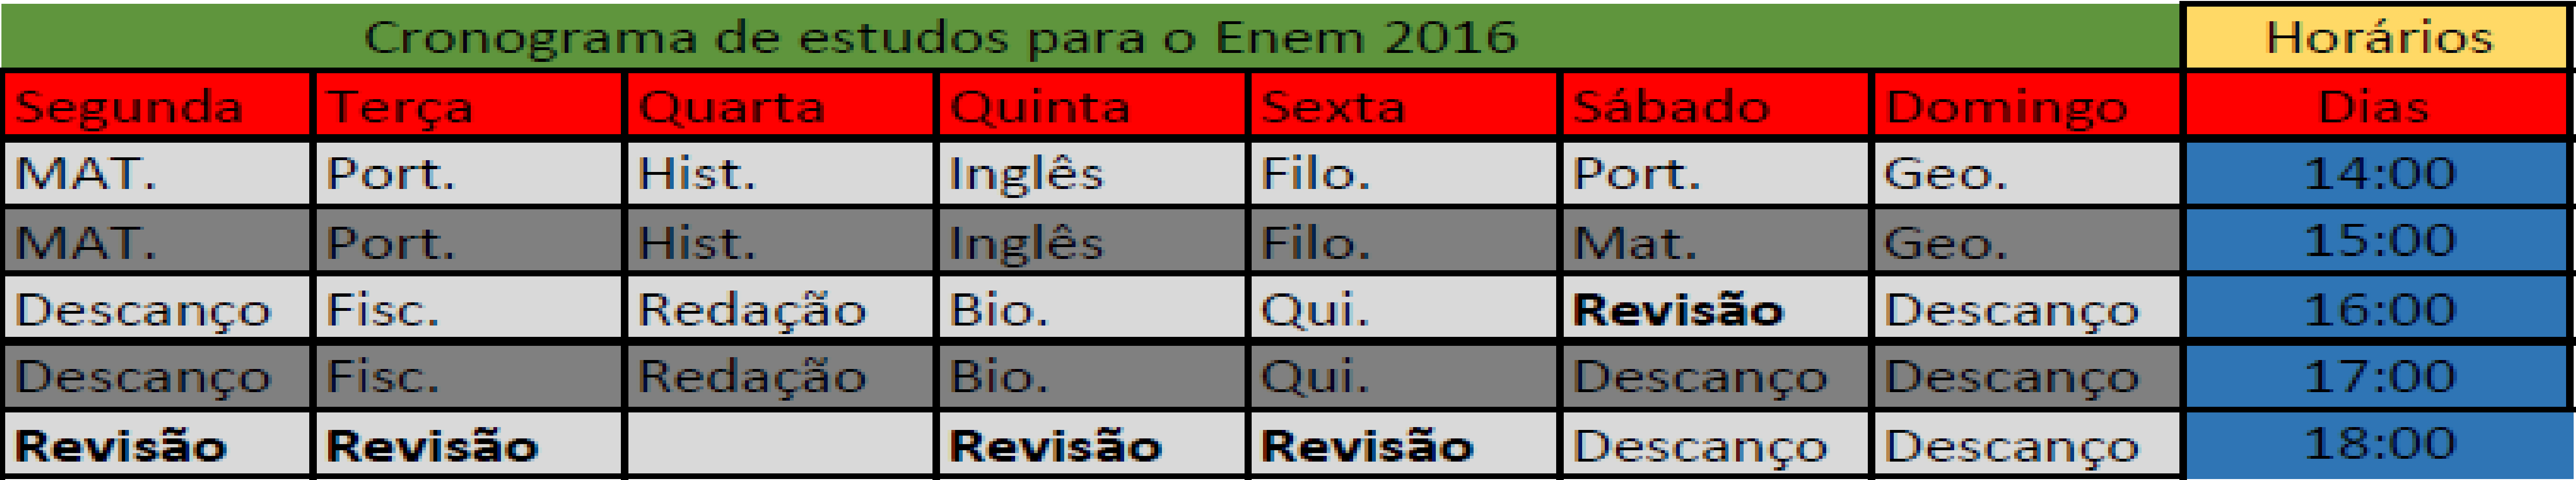 Cronograma de estudos para o Enem 2016 Horários
Segunda Terça Quarta Quinta Sexta Sábado Domingo Dias
MAT. Port. Hist. Inglês Filo. Port. Geo. 14:00
MAT. Port. Hist. Inglês Filo. Mat. Geo. 15:00
Descanço Fisc. Redação Bio. Qui. Revisão Descanço 16:00
Descanço Fisc. Redação Bio. Qui. Descanço Descanço 17:00
Revisão Revisão Revisão Revisão Descanço Descanço 18:00